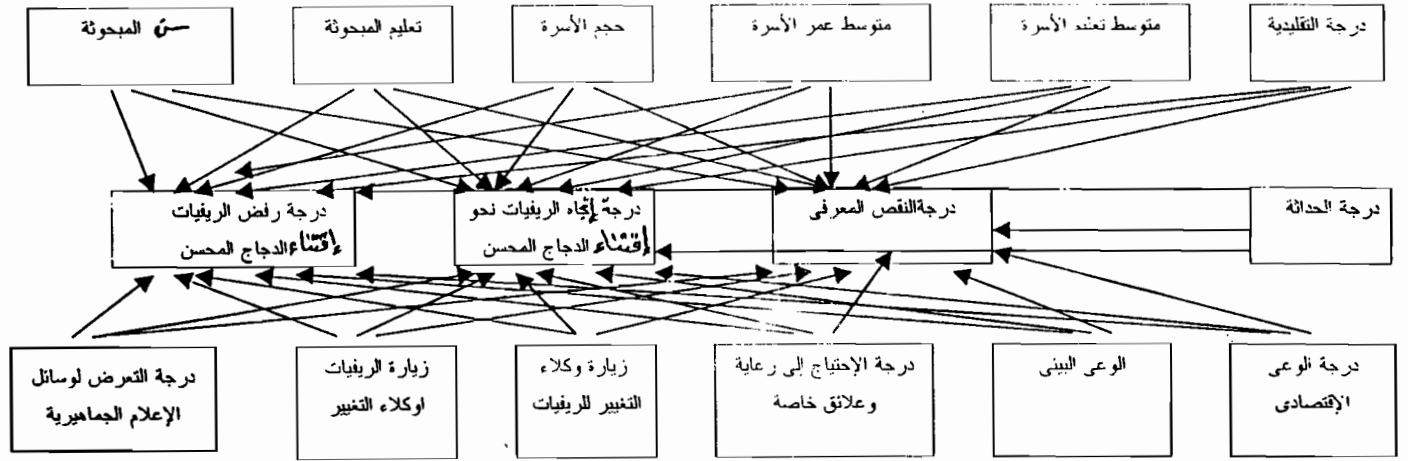 درجة التقليدية
متوسط تعلم الأسرة
متوسط عمر الأسرة
حجم الأسرة
تعليم المبحوثة
سن المبحوثة
درجة الحداثة
درجة النقص المعرفى
درجة إتجاه الريفيات نحو
إقتناء الدجاج المحسن
درجة رفض الريفيات
إقتناء الدجاج المحسن
درجة الوعى
الإقتصادى
الوعى البيئى
درجة الإحتياج إلى رعاية
وعلائق خاصة
زيارة وكلاء
التغيير للريفيات
زيارة الريفيات
اوكلاء التغيير
درجة التعرض لوسائل
الإعلام الجماهيرية